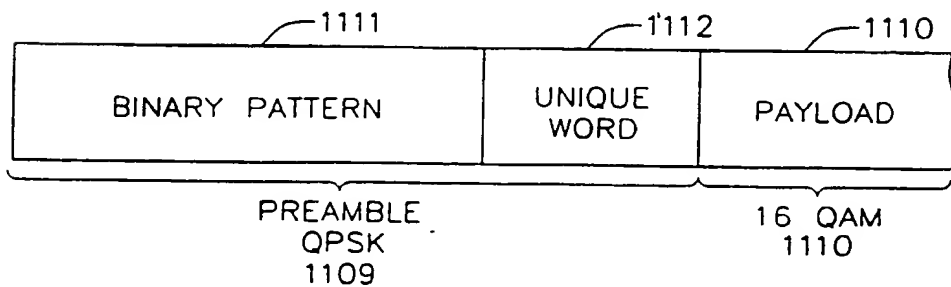 1111
1112
1110
BINARY PATTERN
UNIQUE
WORD
PAYLOAD
PREAMBLE
QPSK
1109
16 QAM
1110